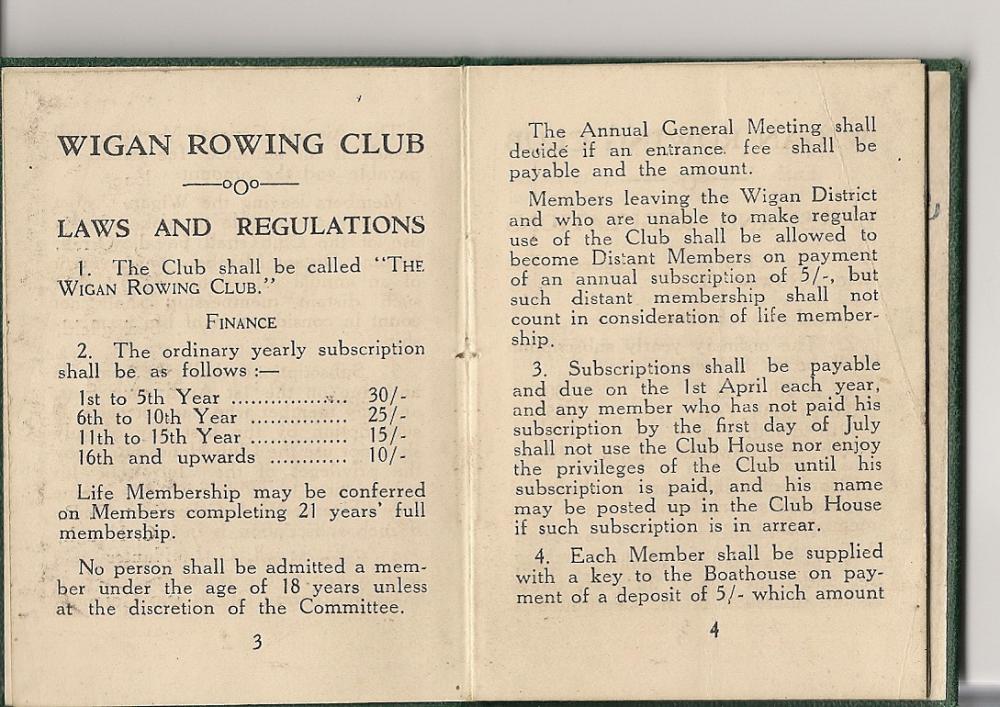 WIGAN ROWING CLUB
LAWS AND REGULATIONS
1. The Club shall be called "THE
WIGAN ROWING CLUB."
FINANCE
2. The ordinary yearly subscription
shall be as follows :—
1st to 5th Year .................. 30/-
6th to 10th Year ............... 25/-
11th to 15th Year ............... 15/-
16th and upwards ............ 10/-
Life Membership may be conferred
on Members completing 21 years' full
membership.
No person shall be admitted a mem-
ber under the age of 18 years unless
at the discretion of the Committee.
3
The Annual General Meeting shall
decide if an entrance fee shall be
payable and the amount.
Members leaving the Wigan District
and who are unable to make regular
use of the Club shall be allowed to
become Distant Members on payment
of an annual subscription of 5/-, but
such distant membership shall not
count in consideration of life member-
ship.
3. Subscriptions shall be payable
and due on the 1st April each year,
and any member who has not paid his
subscription by the first day of July
shall not use the Club House nor enjoy
the privileges of the Club until his
subscription is paid, and his name
may be posted up in the Club House
if such subscription is in arrear.
4. Each Member shall be supplied
with a key to the Boathouse on pay-
ment of a deposit of 5/- which amount
4